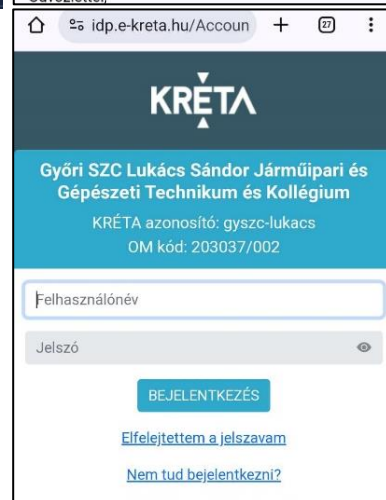 idp.e-kreta.hu/Accoun
27
KRÉTA
Győri SZC Lukács Sándor Járműipari és
Gépészeti Technikum és Kollégium
KRÉTA azonosító: gyszc-lukacs
OM kód: 203037/002
Felhasználónév
Jelszó
BEJELENTKEZÉS
Elfelejtettem a jelszavam
Nem tud bejelentkezni?